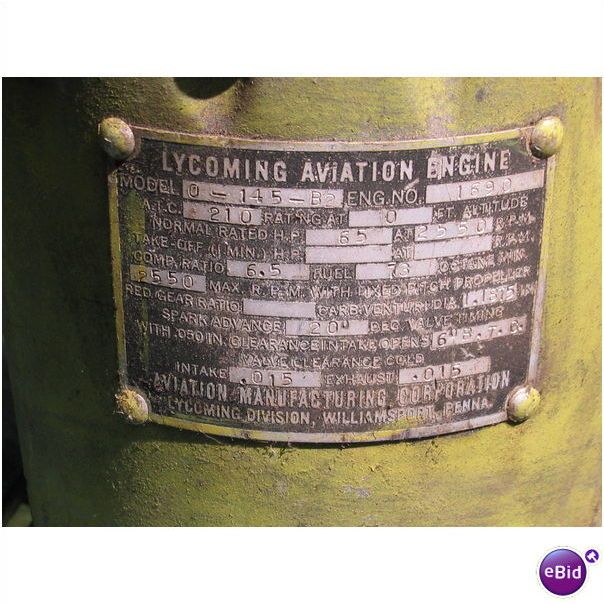 LYCOMING AVIATION ENGINE
MODEL O-145-B2 ENG.NO. 1690
A.T.C. 210 RAT'NG AT 0 FT. ALTITUDE
NORMAL RATED H.P. 65 AT 2550 R.P.M.
TAKE-OFF (1 MIN.) H.P. AT R.P.M.
COMP. RATIO 6.5 FUEL 73 OCTENE MIN.
2550 MAX. R.P.M. WITH FIXED PITCH PROPELLER
RED. GEAR RATIO CARB. VENTURI DIA. 1.1875 IN.
SPARK ADVANCE 20° DEG. VALVE TIMING
WITH .050 IN. CLEARANCE INTAKE OPENS 6°B.T.C.
VALVE CLEARANCE COLD
INTAKE .015 EXHAUST .015
AVIATION MANUFACTURING CORPORATION
LYCOMING DIVISION, WILLIAMSPORT, PENNA.
eBid